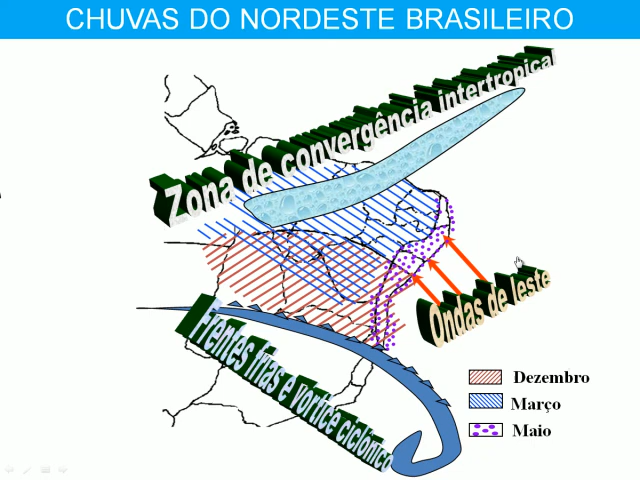 CHUVAS DO NORDESTE BRASILEIRO
Zona de convergência intertropical
Ondas de leste
Frentes frias e vórtice ciclônico
Dezembro
Março
Maio